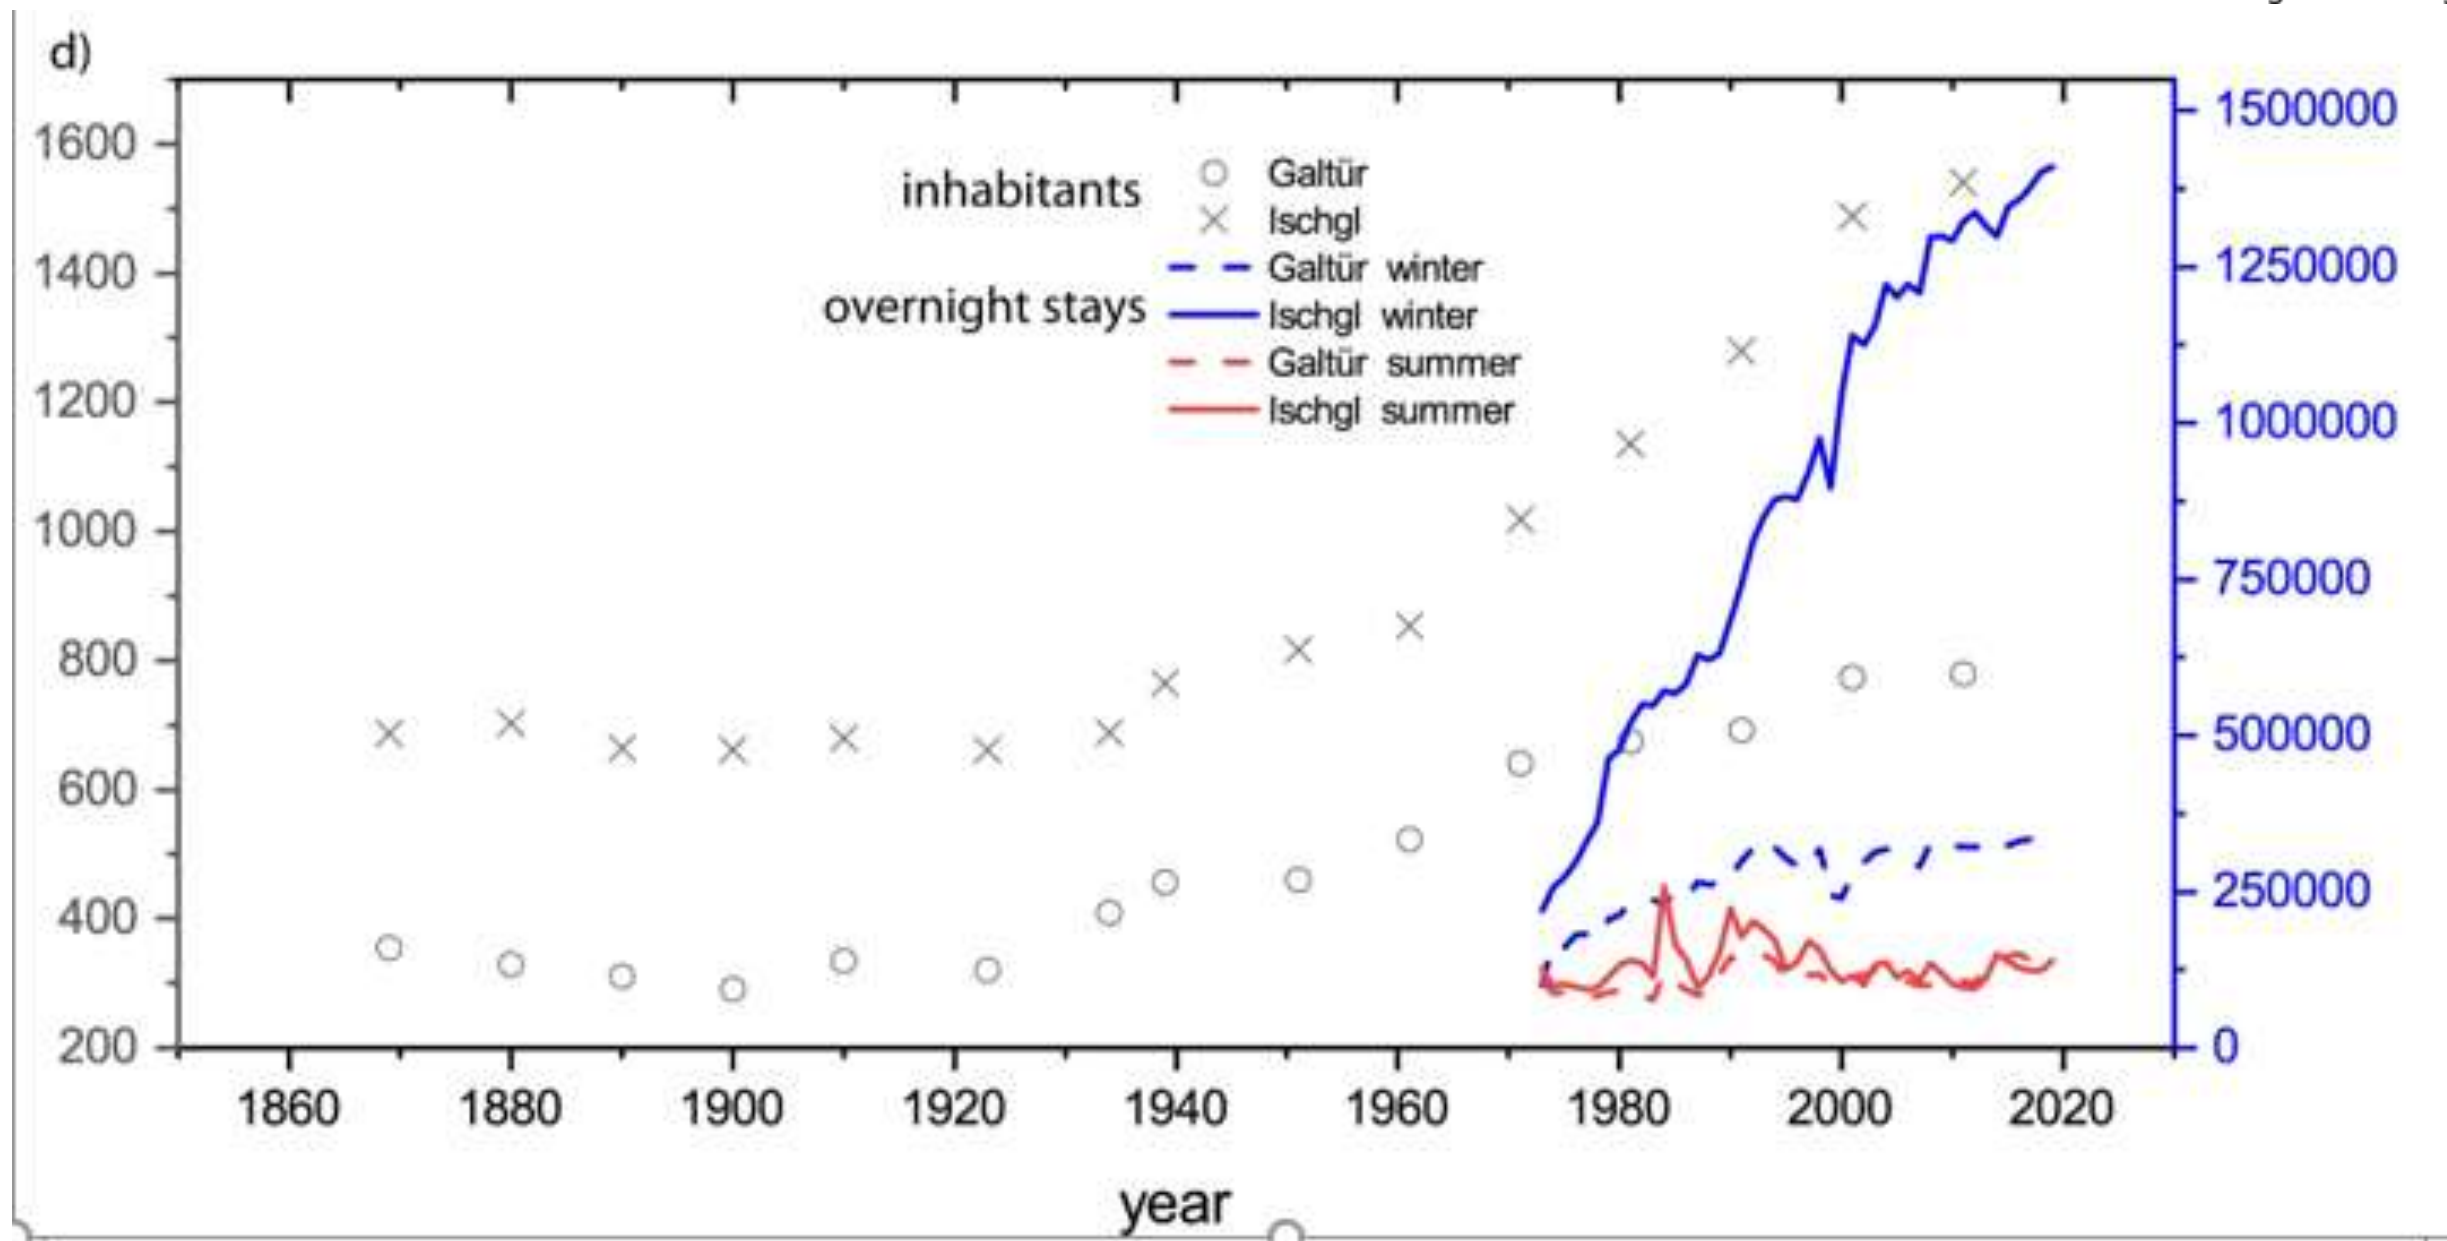 d)
1600
1400
1200
1000
800
600
400
200
inhabitants
overnight stays
Galtür
Ischgl
Galtür winter
Ischgl winter
Galtür summer
Ischgl summer
1500000
1250000
1000000
750000
500000
250000
0
1860 1880 1900 1920 1940 1960 1980 2000 2020
year